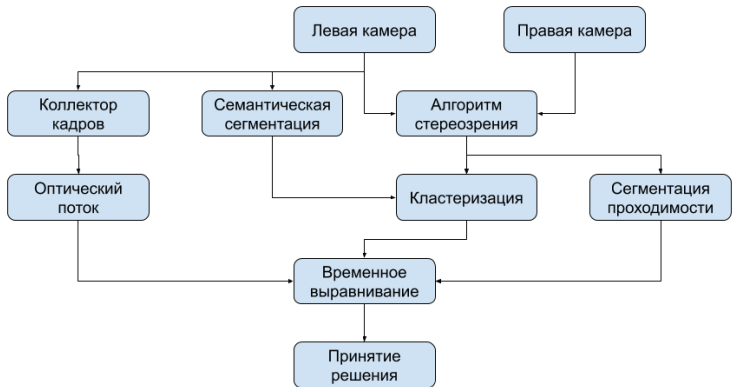 Левая камера
Правая камера
Коллектор
кадров
Семантическая
сегментация
Алгоритм
стереозрения
Оптический
поток
Кластеризация
Сегментация
проходимости
Временное
выравнивание
Принятие
решения